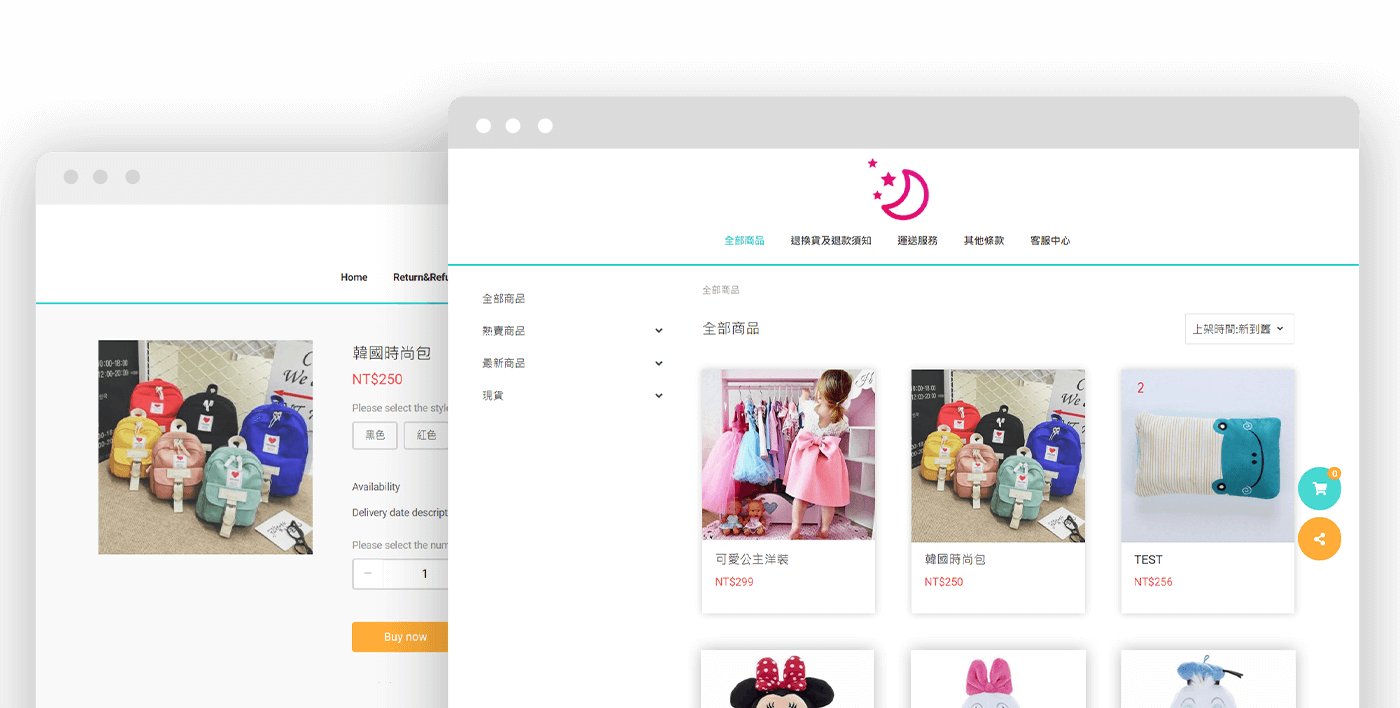 Home
Return&Refu
韓國時尚包
NT$250
Please select the style
黑色
紅色
Availability
Delivery date descript
Please select the num
1
Buy now
全部商品
退換貨及退款須知
運送服務
其他條款
客服中心
全部商品
熱賣商品
最新商品
現貨
全部商品
全部商品
上架時間:新到舊
可愛公主洋裝
NT$299
韓國時尚包
NT$250
2
TEST
NT$256
0